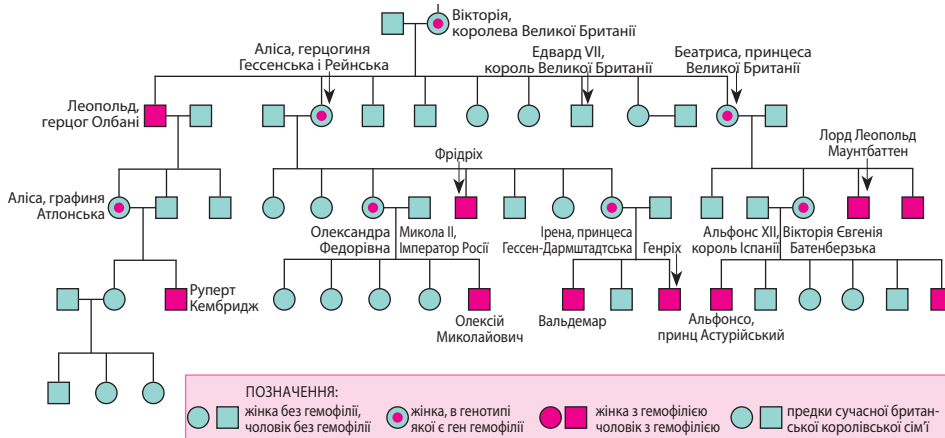 Вікторія,
королева Великої Британії
Аліса, герцогиня
Гессенська і Рейнська
Едвард VII,
король Великої Британії
Беатриса, принцеса
Великої Британії
Леопольд,
герцог Олбані
Лорд Леопольд
Маунтбаттен
Фрідріх
Аліса, графиня
Атлонська
Олександра
Федорівна
Микола II,
Імператор Росії
Ірена, принцеса
Гессен-Дармштадтська
Генріх
Альфонс XII,
король Іспанії
Вікторія Євгенія
Батенберзька
Руперт
Кембридж
Олексій
Миколайович
Вальдемар
Альфонсо,
принц Астурійський
ПОЗНАЧЕННЯ:
жінка без гемофілії,
чоловік без гемофілії
жінка, в генотипі
якої є ген гемофілії
жінка з гемофілією
чоловік з гемофілією
предки сучасної британ-
ської королівської сім’ї